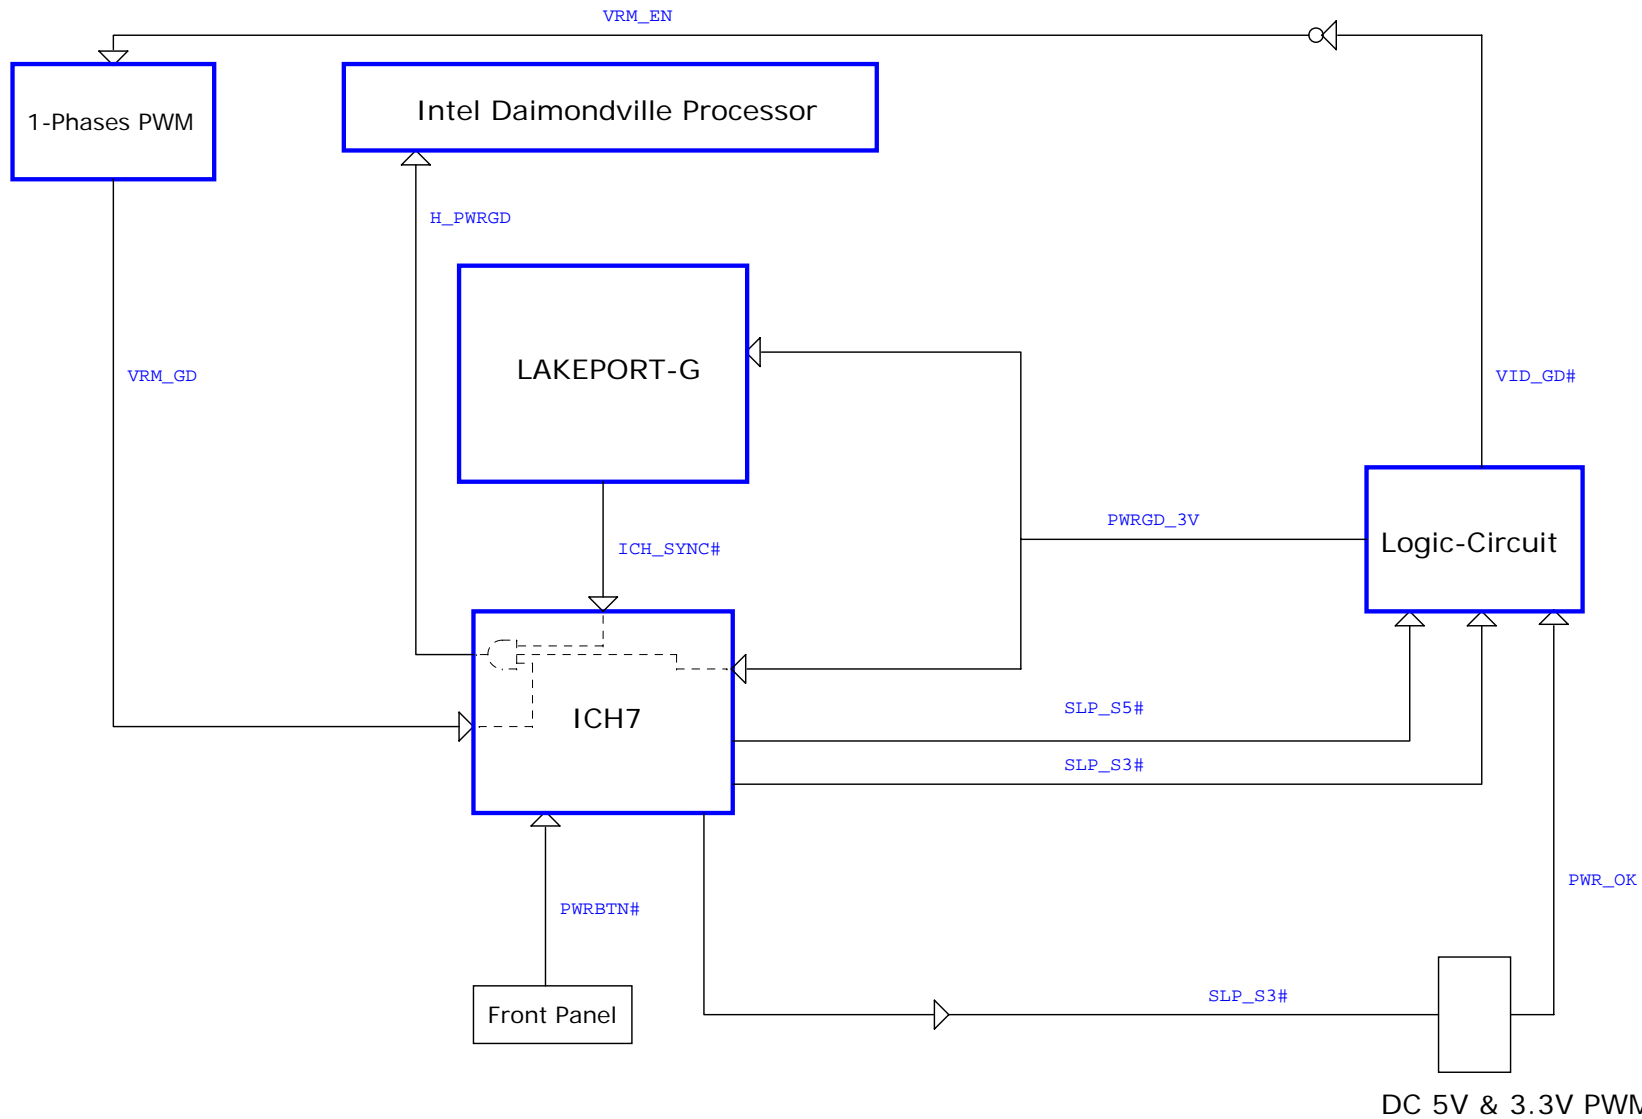 VRM_EN
1-Phases PWM
Intel Daimondville Processor
H_PWRGD
LAKEPORT-G
VRM_GD
VID_GD#
PWRGD_3V
Logic-Circuit
ICH_SYNC#
ICH7
SLP_S5#
SLP_S3#
PWR_OK
PWRBTN#
SLP_S3#
Front Panel
DC 5V & 3.3V PWM